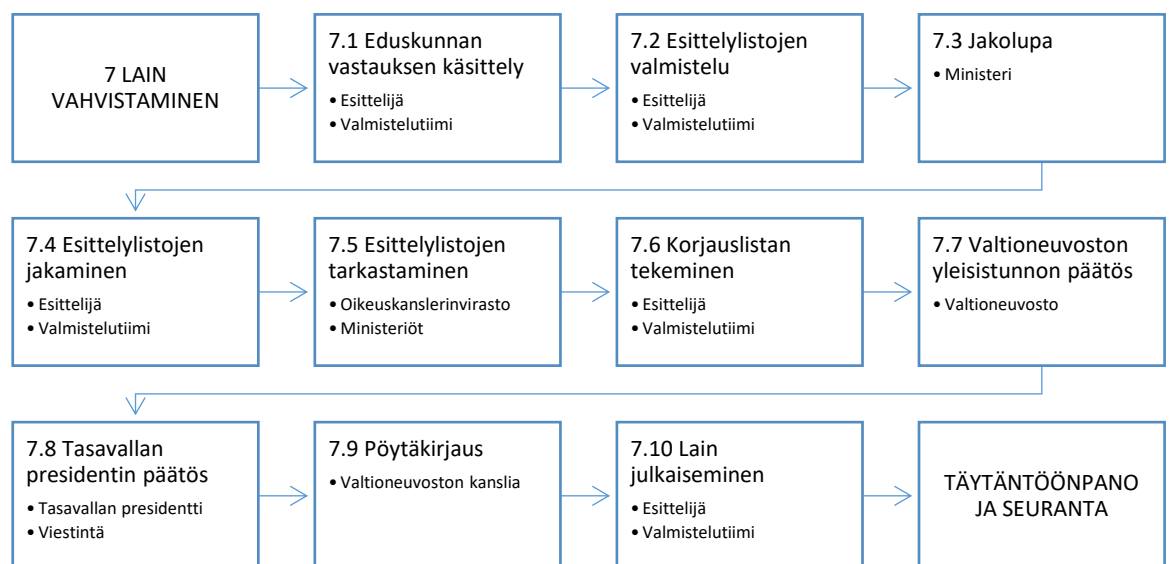 7 LAIN
VAHVISTAMINEN
7.1 Eduskunnan
vastauksen käsittely
• Esittelijä
• Valmistelutiimi
7.2 Esittelylistojen
valmistelu
• Esittelijä
• Valmistelutiimi
7.3 Jakolupa
• Ministeri
7.4 Esittelylistojen
jakaminen
• Esittelijä
• Valmistelutiimi
7.5 Esittelylistojen
tarkastaminen
• Oikeuskanslerinvirasto
• Ministeriöt
7.6 Korjauslistan
tekeminen
• Esittelijä
• Valmistelutiimi
7.7 Valtioneuvoston
yleisistunnon päätös
• Valtioneuvosto
7.8 Tasavallan
presidentin päätös
• Tasavallan presidentti
• Viestintä
7.9 Pöytäkirjaus
• Valtioneuvoston kanslia
7.10 Lain
julkaiseminen
• Esittelijä
• Valmistelutiimi
TÄYTÄNTÖÖNPANO
JA SEURANTA